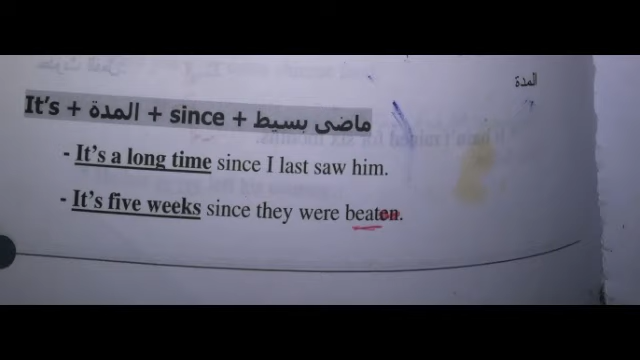 المدة
It's + المدة + since + ماضى بسيط
- It's a long time since I last saw him.
- It's five weeks since they were beaten.